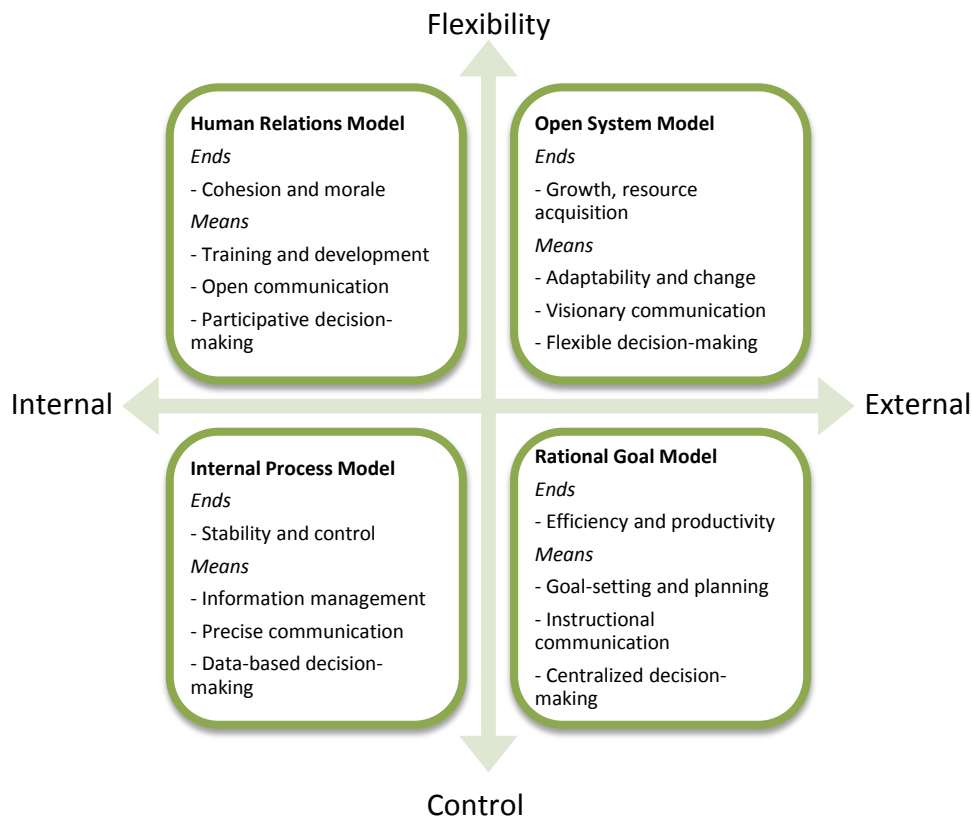 Flexibility
Human Relations Model
Ends
- Cohesion and morale
Means
- Training and development
- Open communication
- Participative decision-
making
Open System Model
Ends
- Growth, resource
acquisition
Means
- Adaptability and change
- Visionary communication
- Flexible decision-making
Internal
External
Internal Process Model
Ends
- Stability and control
Means
- Information management
- Precise communication
- Data-based decision-
making
Rational Goal Model
Ends
- Efficiency and productivity
Means
- Goal-setting and planning
- Instructional
communication
- Centralized decision-
making
Control